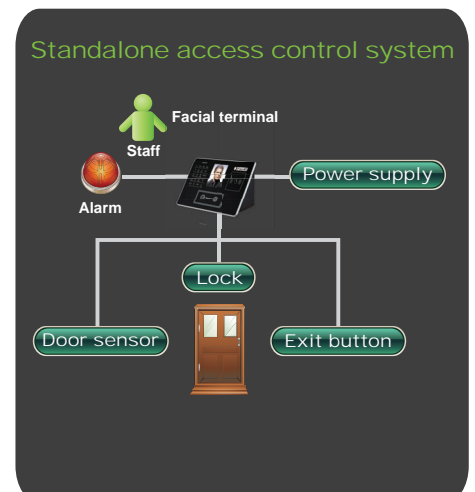 Standalone access control system
Facial terminal
Staff
Power supply
Alarm
Lock
Door sensor
Exit button